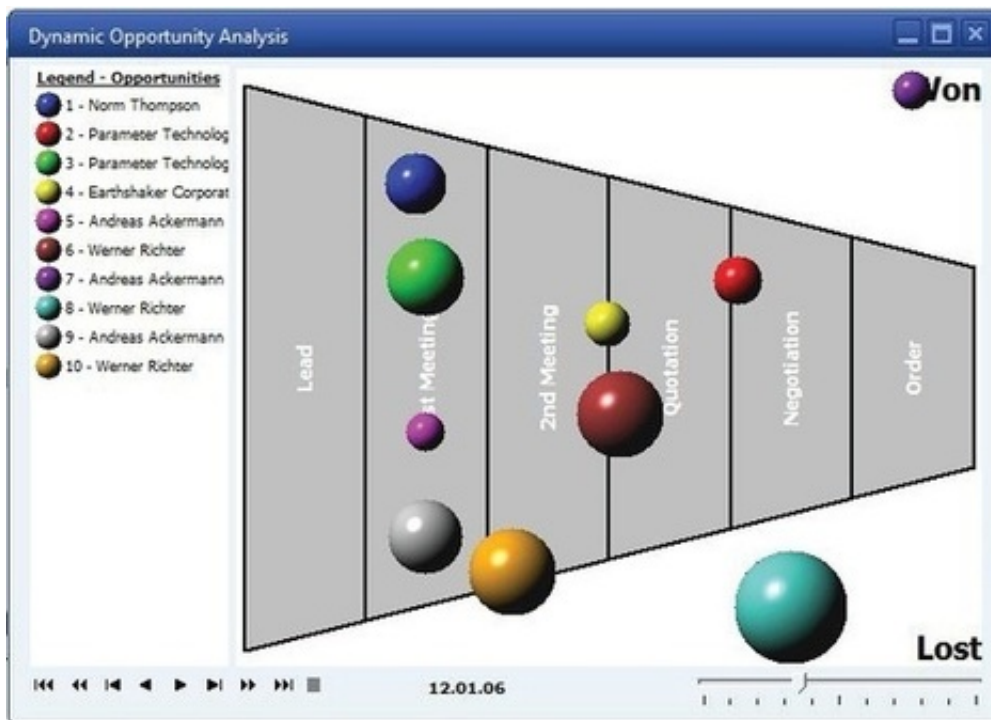 Dynamic Opportunity Analysis
Legend - Opportunities
1 - Norm Thompson
2 - Parameter Technolog
3 - Parameter Technolog
4 - Earthshaker Corporat
5 - Andreas Ackermann
6 - Werner Richter
7 - Andreas Ackermann
8 - Werner Richter
9 - Andreas Ackermann
10 - Werner Richter
Won
Lead
st Meeting
2nd Meeting
Quotation
Negotiation
Order
Lost
12.01.06